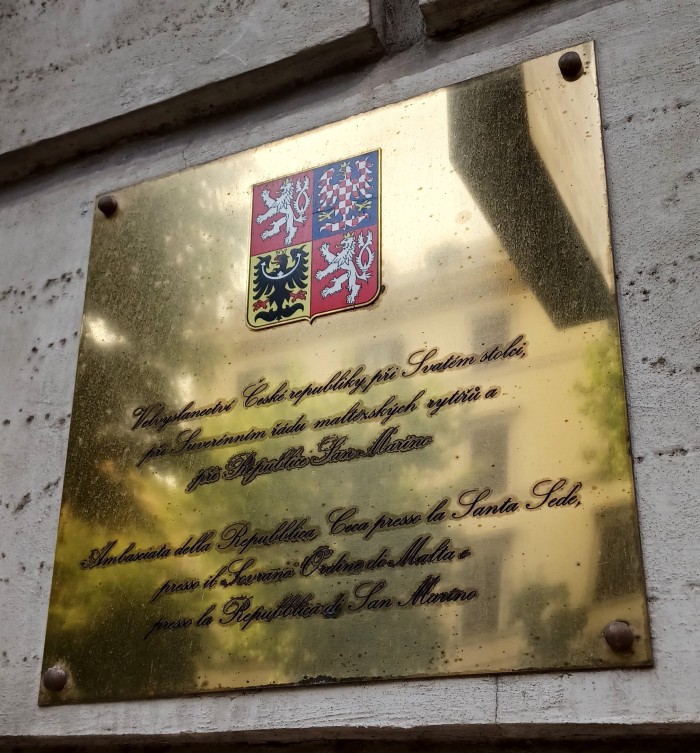 Velvyslanectví České republiky při Svatém stolci,
při Suverénním řádu maltézských rytířů a
pro Republice San Marino
Ambasciata della Repubblica Ceca presso la Santa Sede,
presso il Sovrano Ordine di Malta e
presso la Repubblica di San Marino